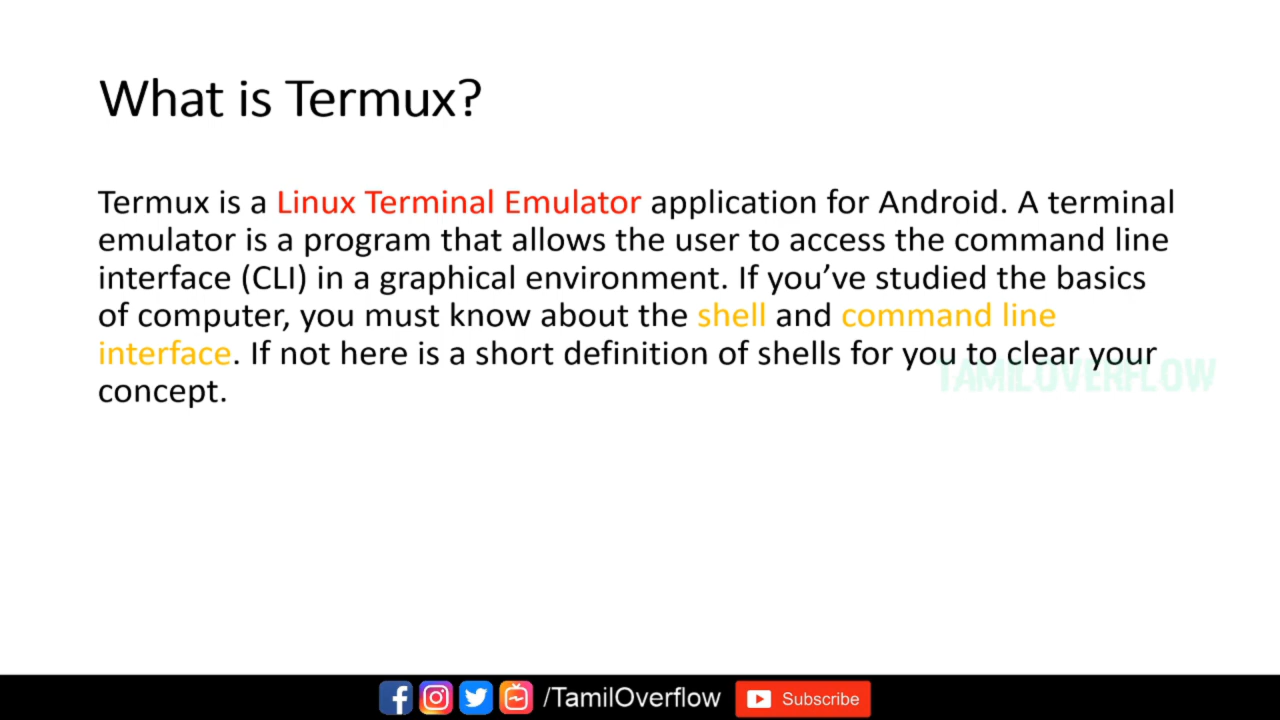 What is Termux?
Termux is a Linux Terminal Emulator application for Android. A terminal
emulator is a program that allows the user to access the command line
interface (CLI) in a graphical environment. If you’ve studied the basics
of computer, you must know about the shell and command line
interface. If not here is a short definition of shells for you to clear your
concept.
TAMILOVERFLOW
/TamilOverflow
Subscribe